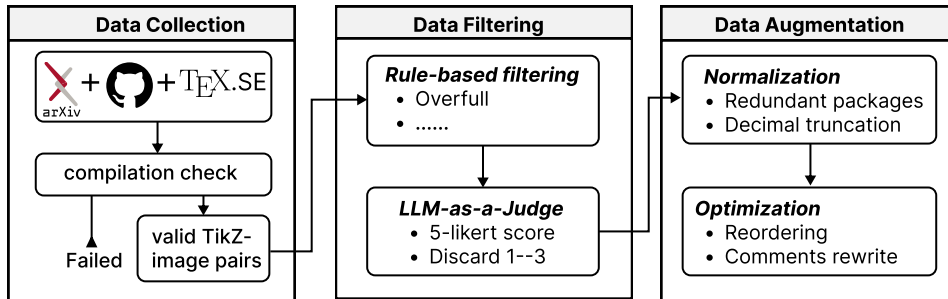 Data Collection
arXiv
+
+
TEX.SE
compilation check
Failed
valid TikZ-
image pairs
Data Filtering
Rule-based filtering
• Overfull
• ......
LLM-as-a-Judge
• 5-likert score
• Discard 1--3
Data Augmentation
Normalization
• Redundant packages
• Decimal truncation
Optimization
• Reordering
• Comments rewrite